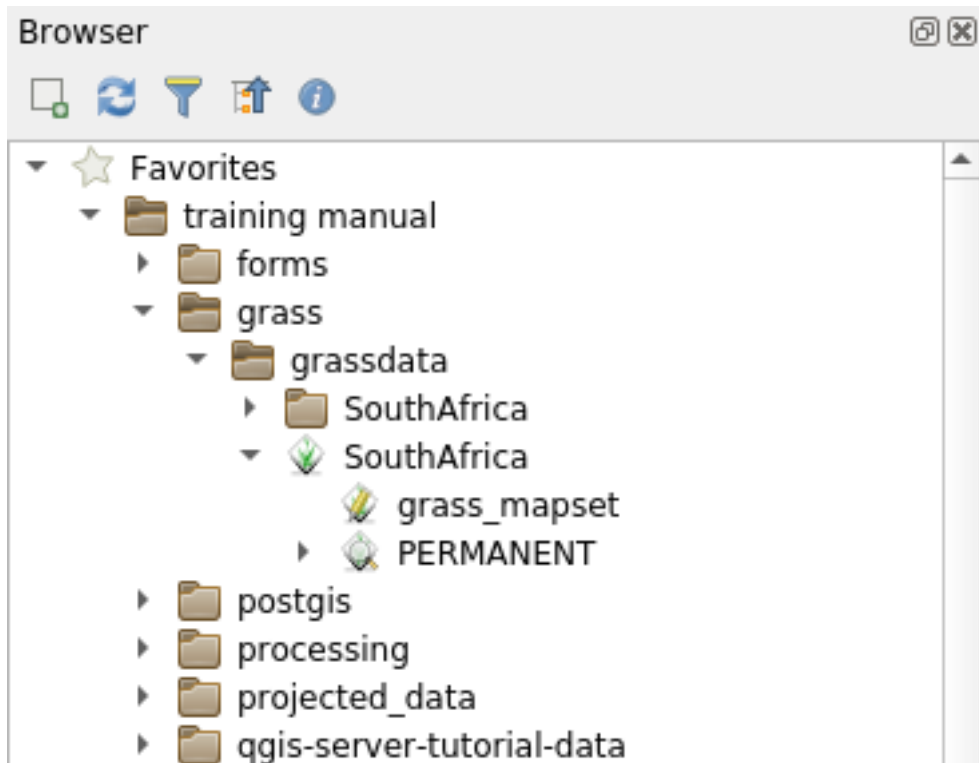 Browser
Favorites
training manual
forms
grass
grassdata
SouthAfrica
SouthAfrica
grass_mapset
PERMANENT
postgis
processing
projected_data
qgis-server-tutorial-data